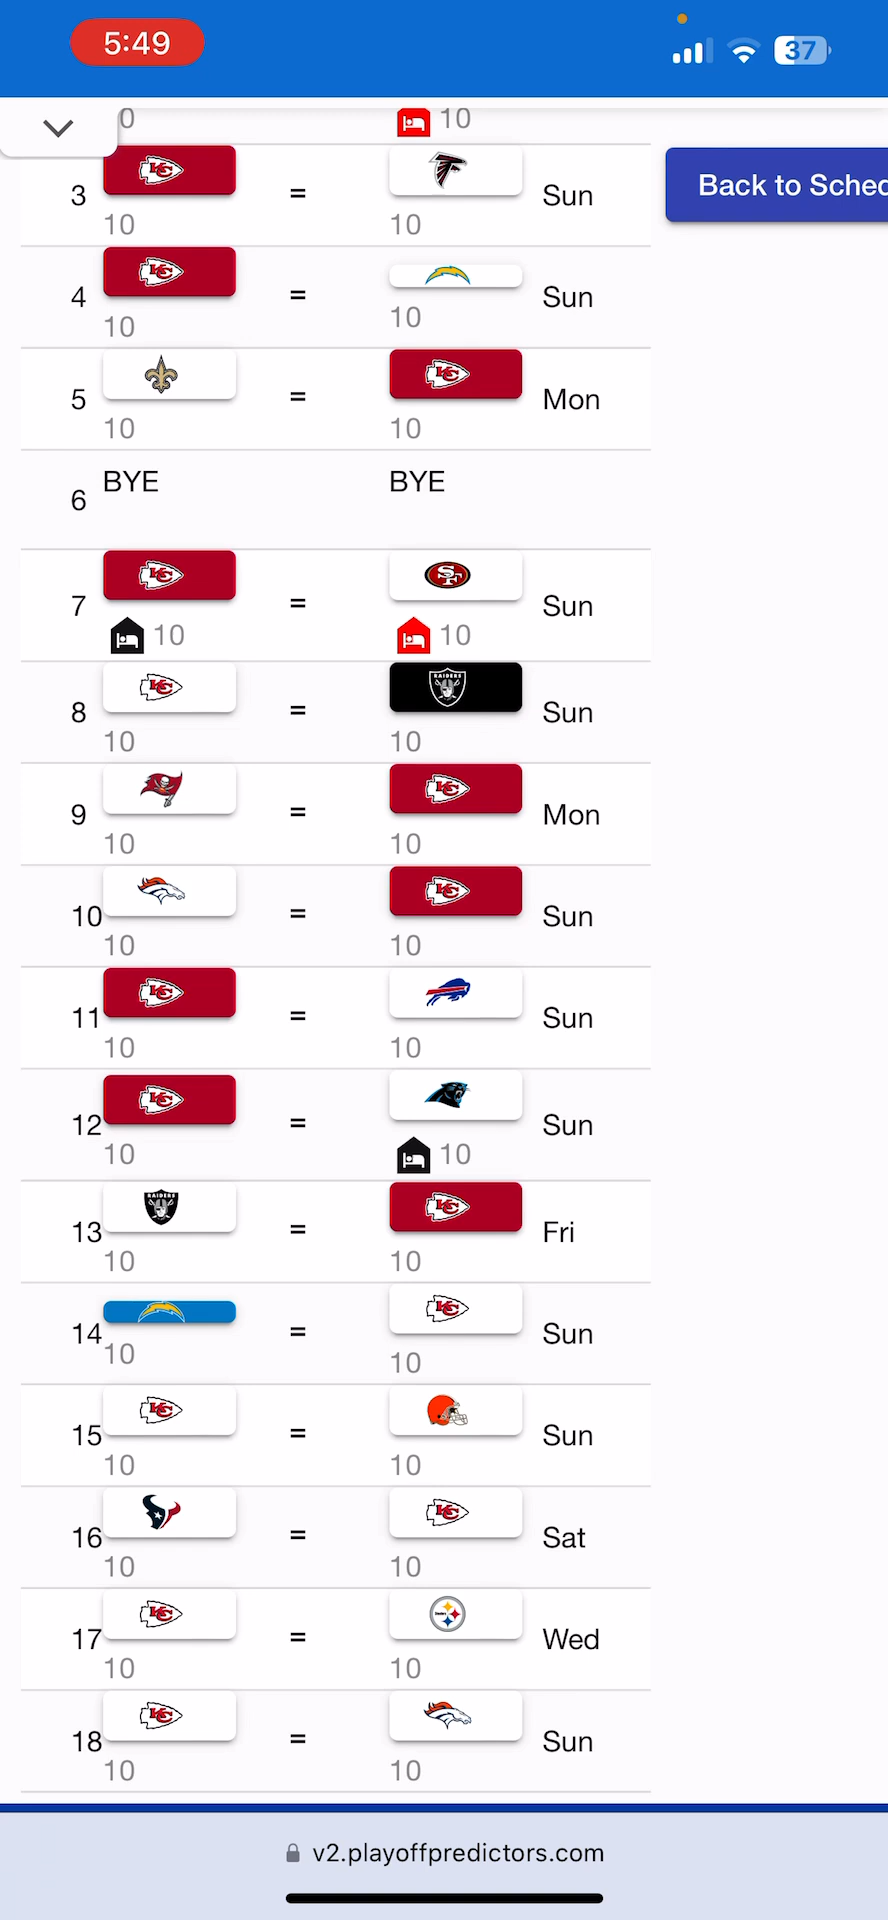 5:49
37
0 10
Back to Sched
3 = Sun
10 10
4 = Sun
10 10
5 = Mon
10 10
6 BYE BYE
7 = Sun
10 10
8 RAIDERS = Sun
10 10
9 = Mon
10 10
10 = Sun
10 10
11 = Sun
10 10
12 = Sun
10 10
13 RAIDERS = Fri
10 10
14 = Sun
10 10
15 = Sun
10 10
16 = Sat
10 10
17 = Wed
10 10
18 = Sun
10 10
v2.playoffpredictors.com